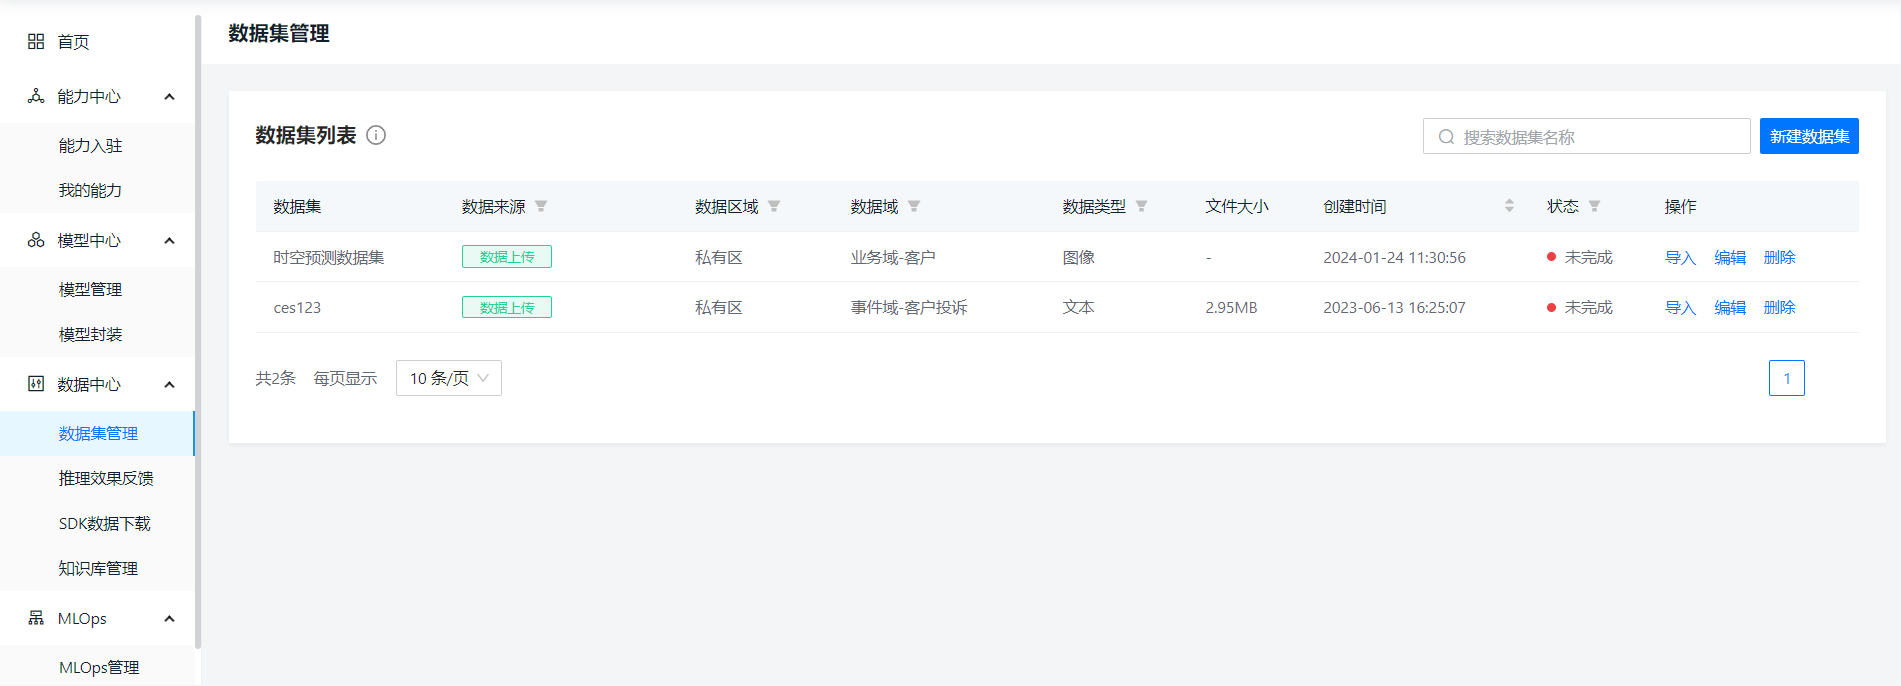 首页
能力中心
能力入驻
我的能力
模型中心
模型管理
模型封装
数据中心
数据集管理
推理效果反馈
SDK数据下载
知识库管理
MLOps
MLOps管理
数据集管理
数据集列表
搜索数据集名称 新建数据集
数据集 数据来源 数据区域 数据域 数据类型 文件大小 创建时间 状态 操作
时空预测数据集 数据上传 私有区 业务域-客户 图像 - 2024-01-24 11:30:56 未完成 导入 编辑 删除
ces123 数据上传 私有区 事件域-客户投诉 文本 2.95MB 2023-06-13 16:25:07 未完成 导入 编辑 删除
共2条 每页显示 10 条/页 1